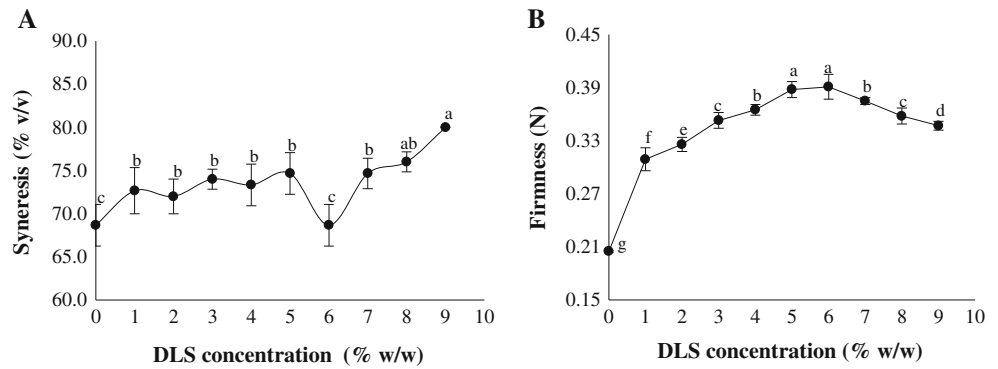 A
90.0
85.0
80.0
75.0
70.0
65.0
60.0
Syneresis (% v/v)
c
b
b
b
b
b
c
b
ab
a
0 1 2 3 4 5 6 7 8 9 10
DLS concentration (% w/w)
B
0.45
0.39
0.33
0.27
0.21
0.15
Firmness (N)
g
f
e
c
b
a
a
b
c
d
0 1 2 3 4 5 6 7 8 9 10
DLS concentration (% w/w)